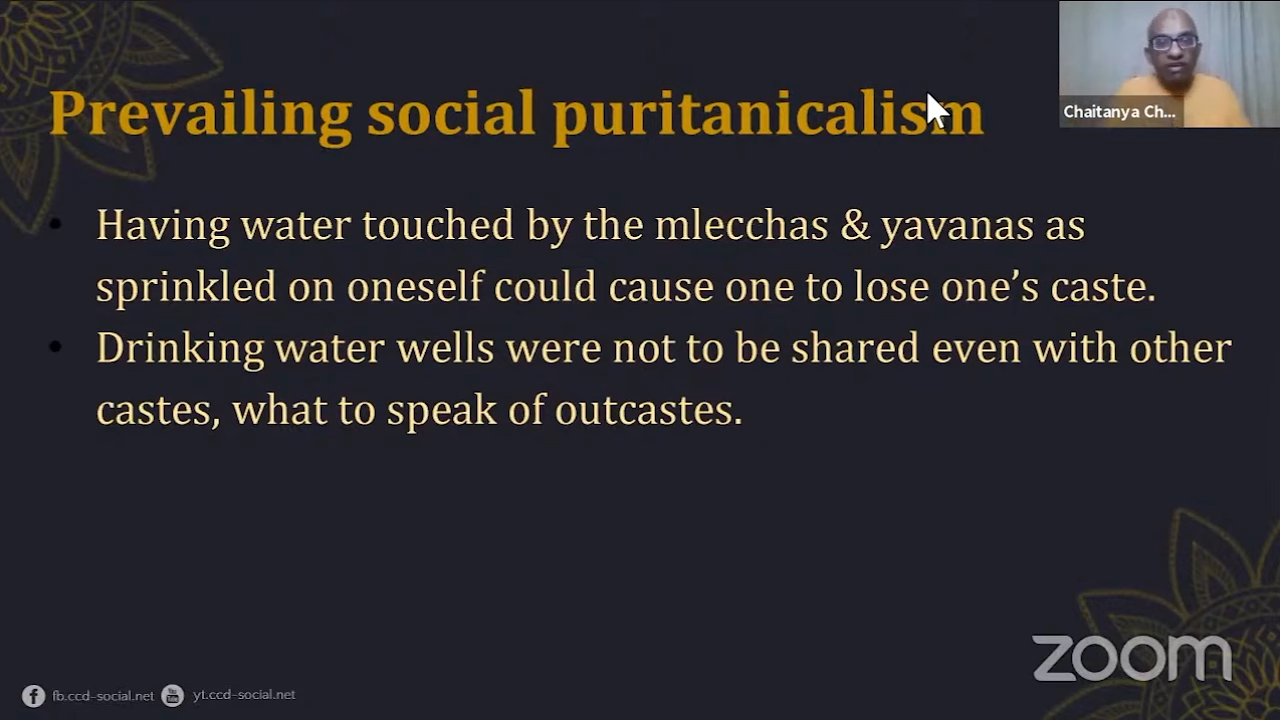 Prevailing social puritanicalism
Chaitanya Ch...
• Having water touched by the mlecchas & yavanas as
sprinkled on oneself could cause one to lose one’s caste.
• Drinking water wells were not to be shared even with other
castes, what to speak of outcastes.
zoom
fb.ccd-social.net yt.ccd-social.net